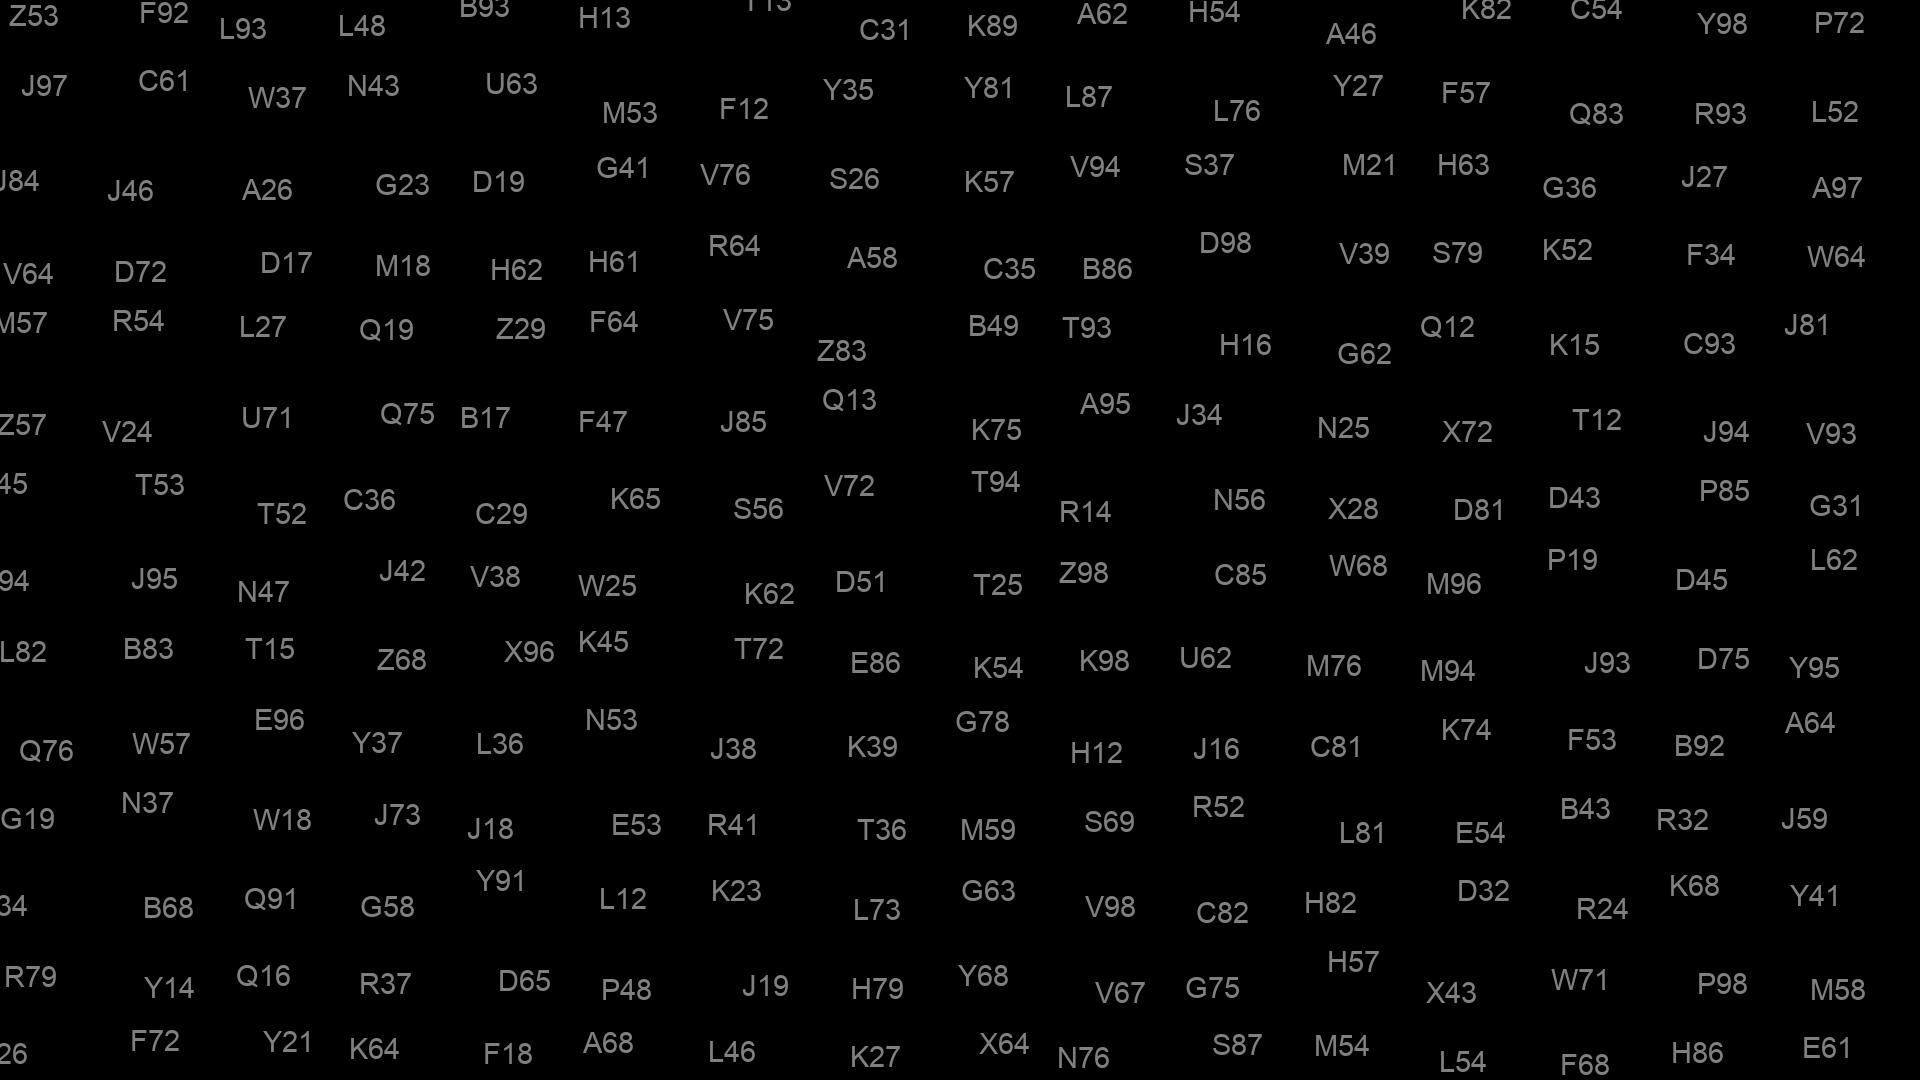 Z53 F92 L93 L48 B93 H13 C31 K89 A62 H54 A46 K82 C54 Y98 P72
J97 C61 W37 N43 U63 M53 F12 Y35 Y81 L87 L76 Y27 F57 Q83 R93 L52
J84 J46 A26 G23 D19 G41 V76 S26 K57 V94 S37 M21 H63 G36 J27 A97
V64 D72 D17 M18 H62 H61 R64 A58 C35 B86 D98 V39 S79 K52 F34 W64
M57 R54 L27 Q19 Z29 F64 V75 Z83 B49 T93 H16 G62 Q12 K15 C93 J81
Z57 V24 U71 Q75 B17 F47 J85 Q13 K75 A95 J34 N25 X72 T12 J94 V93
45 T53 T52 C36 C29 K65 S56 V72 T94 R14 N56 X28 D81 D43 P85 G31
94 J95 N47 J42 V38 W25 K62 D51 T25 Z98 C85 W68 M96 P19 D45 L62
L82 B83 T15 Z68 X96 K45 T72 E86 K54 K98 U62 M76 M94 J93 D75 Y95
Q76 W57 E96 Y37 L36 N53 J38 K39 G78 H12 J16 C81 K74 F53 B92 A64
G19 N37 W18 J73 J18 E53 R41 T36 M59 S69 R52 L81 E54 B43 R32 J59
34 B68 Q91 G58 Y91 L12 K23 L73 G63 V98 C82 H82 D32 R24 K68 Y41
R79 Y14 Q16 R37 D65 P48 J19 H79 Y68 V67 G75 H57 X43 W71 P98 M58
26 F72 Y21 K64 F18 A68 L46 K27 X64 N76 S87 M54 L54 F68 H86 E61